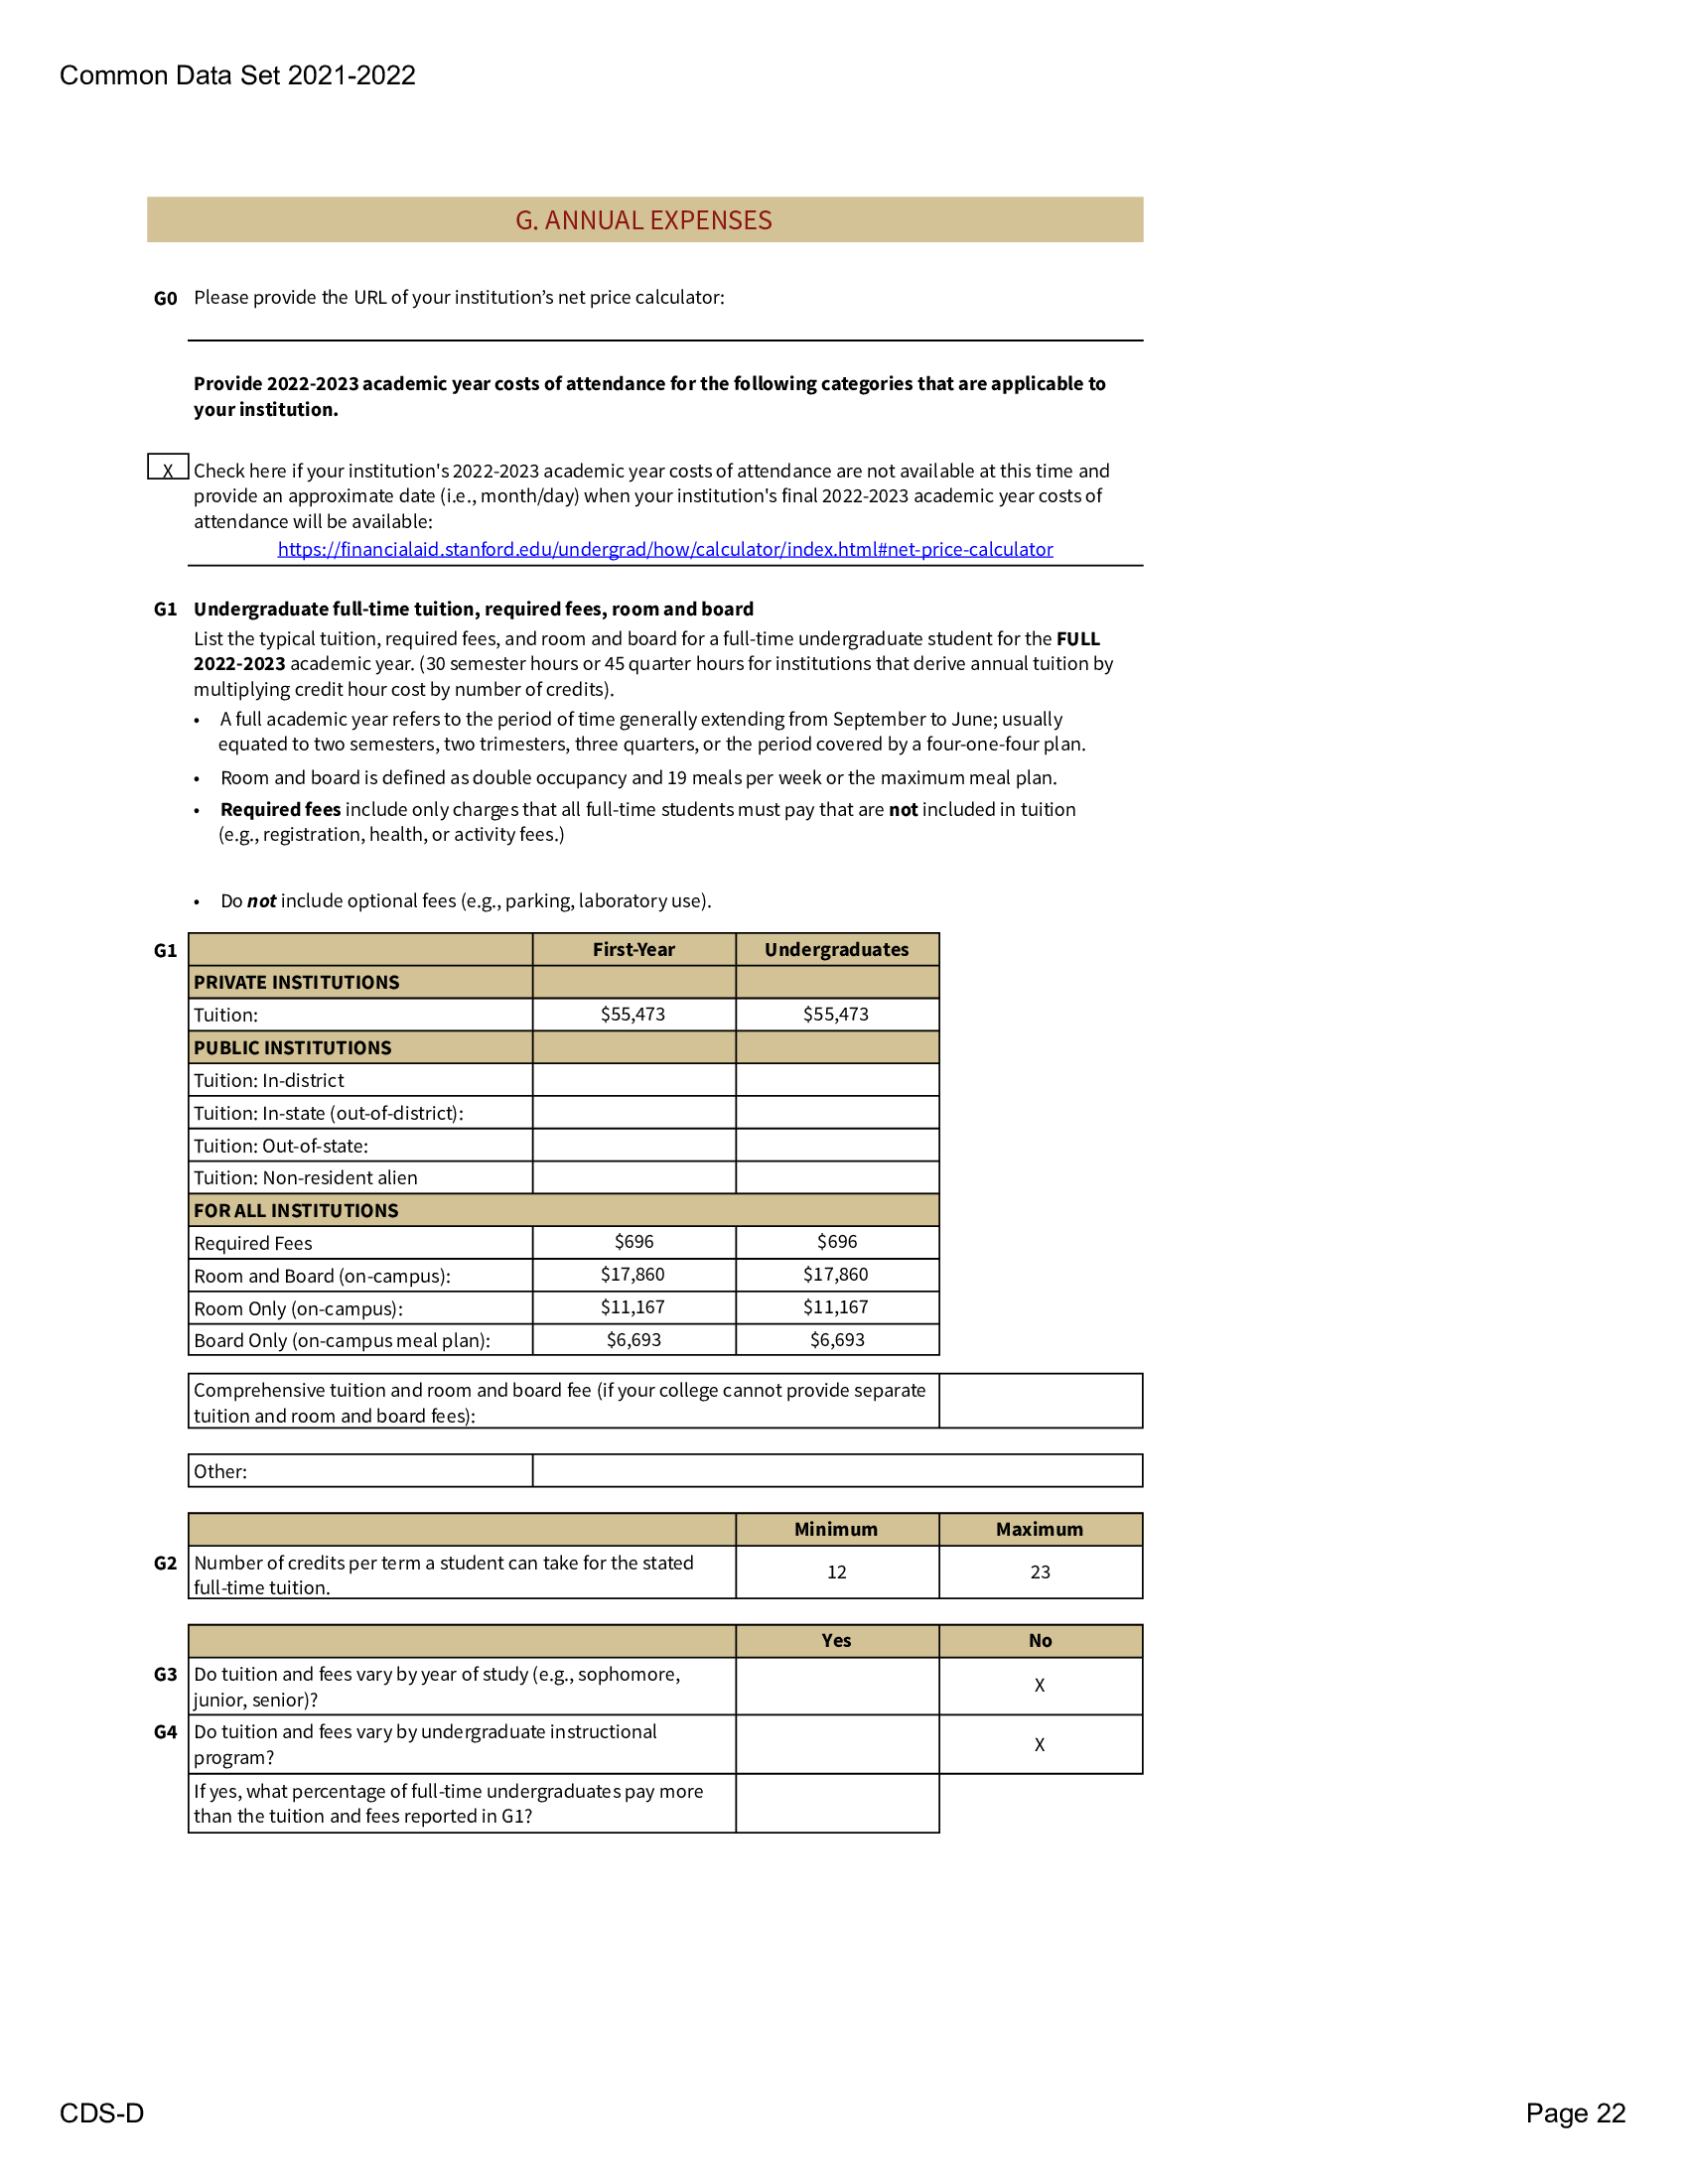 Common Data Set 2021-2022
G. ANNUAL EXPENSES
G0 Please provide the URL of your institution’s net price calculator:
Provide 2022-2023 academic year costs of attendance for the following categories that are applicable to
your institution.
X Check here if your institution's 2022-2023 academic year costs of attendance are not available at this time and
provide an approximate date (i.e., month/day) when your institution's final 2022-2023 academic year costs of
attendance will be available:
https://financialaid.stanford.edu/undergrad/how/calculator/index.html#net-price-calculator
G1 Undergraduate full-time tuition, required fees, room and board
List the typical tuition, required fees, and room and board for a full-time undergraduate student for the FULL
2022-2023 academic year. (30 semester hours or 45 quarter hours for institutions that derive annual tuition by
multiplying credit hour cost by number of credits).
• A full academic year refers to the period of time generally extending from September to June; usually
equated to two semesters, two trimesters, three quarters, or the period covered by a four-one-four plan.
• Room and board is defined as double occupancy and 19 meals per week or the maximum meal plan.
• Required fees include only charges that all full-time students must pay that are not included in tuition
(e.g., registration, health, or activity fees.)
• Do not include optional fees (e.g., parking, laboratory use).
G1 First-Year Undergraduates
PRIVATE INSTITUTIONS
Tuition: $55,473 $55,473
PUBLIC INSTITUTIONS
Tuition: In-district
Tuition: In-state (out-of-district):
Tuition: Out-of-state:
Tuition: Non-resident alien
FOR ALL INSTITUTIONS
Required Fees $696 $696
Room and Board (on-campus): $17,860 $17,860
Room Only (on-campus): $11,167 $11,167
Board Only (on-campus meal plan): $6,693 $6,693
Comprehensive tuition and room and board fee (if your college cannot provide separate
tuition and room and board fees):
Other:
Minimum Maximum
G2 Number of credits per term a student can take for the stated
full-time tuition. 12 23
Yes No
G3 Do tuition and fees vary by year of study (e.g., sophomore,
junior, senior)? X
G4 Do tuition and fees vary by undergraduate instructional
program? X
If yes, what percentage of full-time undergraduates pay more
than the tuition and fees reported in G1?
CDS-D Page 22